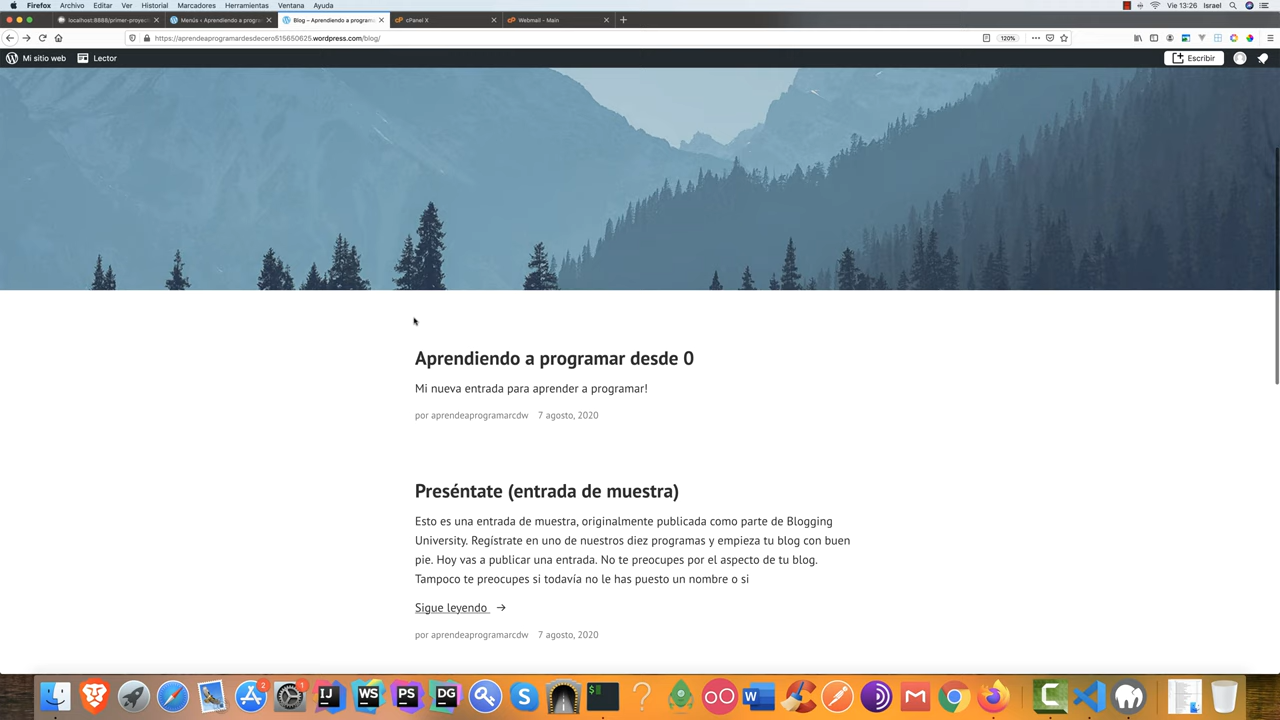 Firefox Archivo Editar Ver Historial Marcadores Herramientas Ventana Ayuda Vie 13:26 Israel
localhost:8888/primer-proyec Menús ‹ Aprendiendo a progra Blog – Aprendiendo a programa cPanel X Webmail - Main
https://aprendeaprogramardesdecero515650625.wordpress.com/blog/ 120%
Mi sitio web Lector Escribir
Aprendiendo a programar desde 0
Mi nueva entrada para aprender a programar!
por aprendeaprogramarcdw 7 agosto, 2020
Preséntate (entrada de muestra)
Esto es una entrada de muestra, originalmente publicada como parte de Blogging
University. Regístrate en uno de nuestros diez programas y empieza tu blog con buen
pie. Hoy vas a publicar una entrada. No te preocupes por el aspecto de tu blog.
Tampoco te preocupes si todavía no le has puesto un nombre o si
Sigue leyendo →
por aprendeaprogramarcdw 7 agosto, 2020